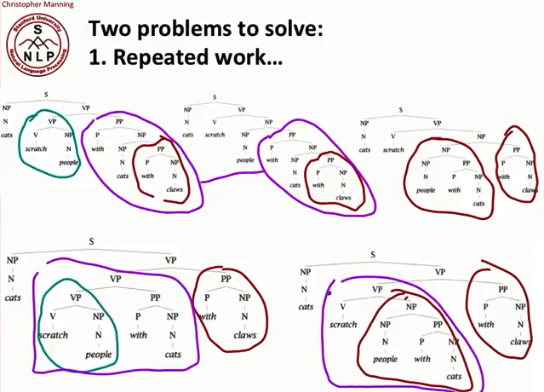 Christopher Manning
Stanford University
S
NLP
Natural Language Processing
Two problems to solve:
1. Repeated work…
S
NP VP
N VP PP
cats V NP P NP
scratch N with NP PP
people N P NP
cats with N
claws
S
NP VP
N V NP
cats scratch NP PP
N P NP
people with NP PP
N P NP
cats with N
claws
S
NP VP
N V NP
cats scratch NP PP
NP PP P NP
N P NP with N
people with N claws
cats
S
NP VP
N VP PP
cats VP PP P NP
V NP P NP with N
scratch N with N claws
people cats
S
NP VP
N VP PP
cats V NP P NP
scratch NP PP with N
N P NP claws
people with N
cats